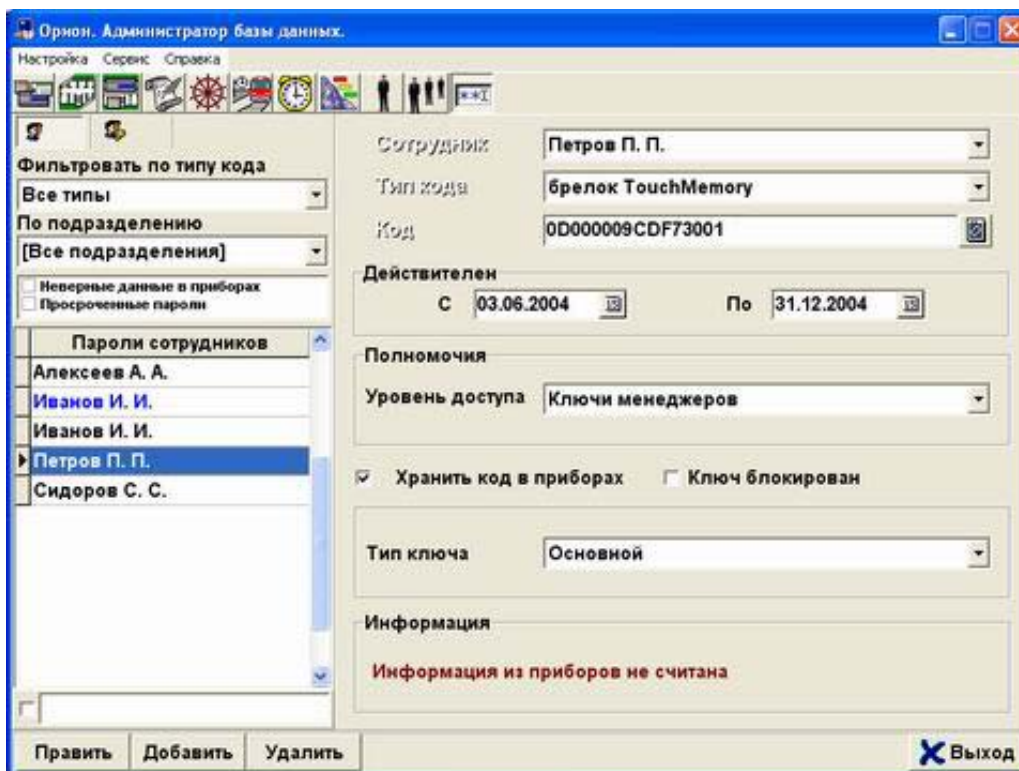 Орион. Администратор базы данных.
Настройка Сервис Справка
Фильтровать по типу кода
Все типы
По подразделению
[Все подразделения]
Неверные данные в приборах
Просроченные пароли
Пароли сотрудников
Алексеев А. А.
Иванов И. И.
Иванов И. И.
Петров П. П.
Сидоров С. С.
Сотрудник Петров П. П.
Тип кода брелок TouchMemory
Код 0D000009CDF73001
Действителен
С 03.06.2004 По 31.12.2004
Полномочия
Уровень доступа Ключи менеджеров
Хранить код в приборах Ключ блокирован
Тип ключа Основной
Информация
Информация из приборов не считана
Править Добавить Удалить Выход